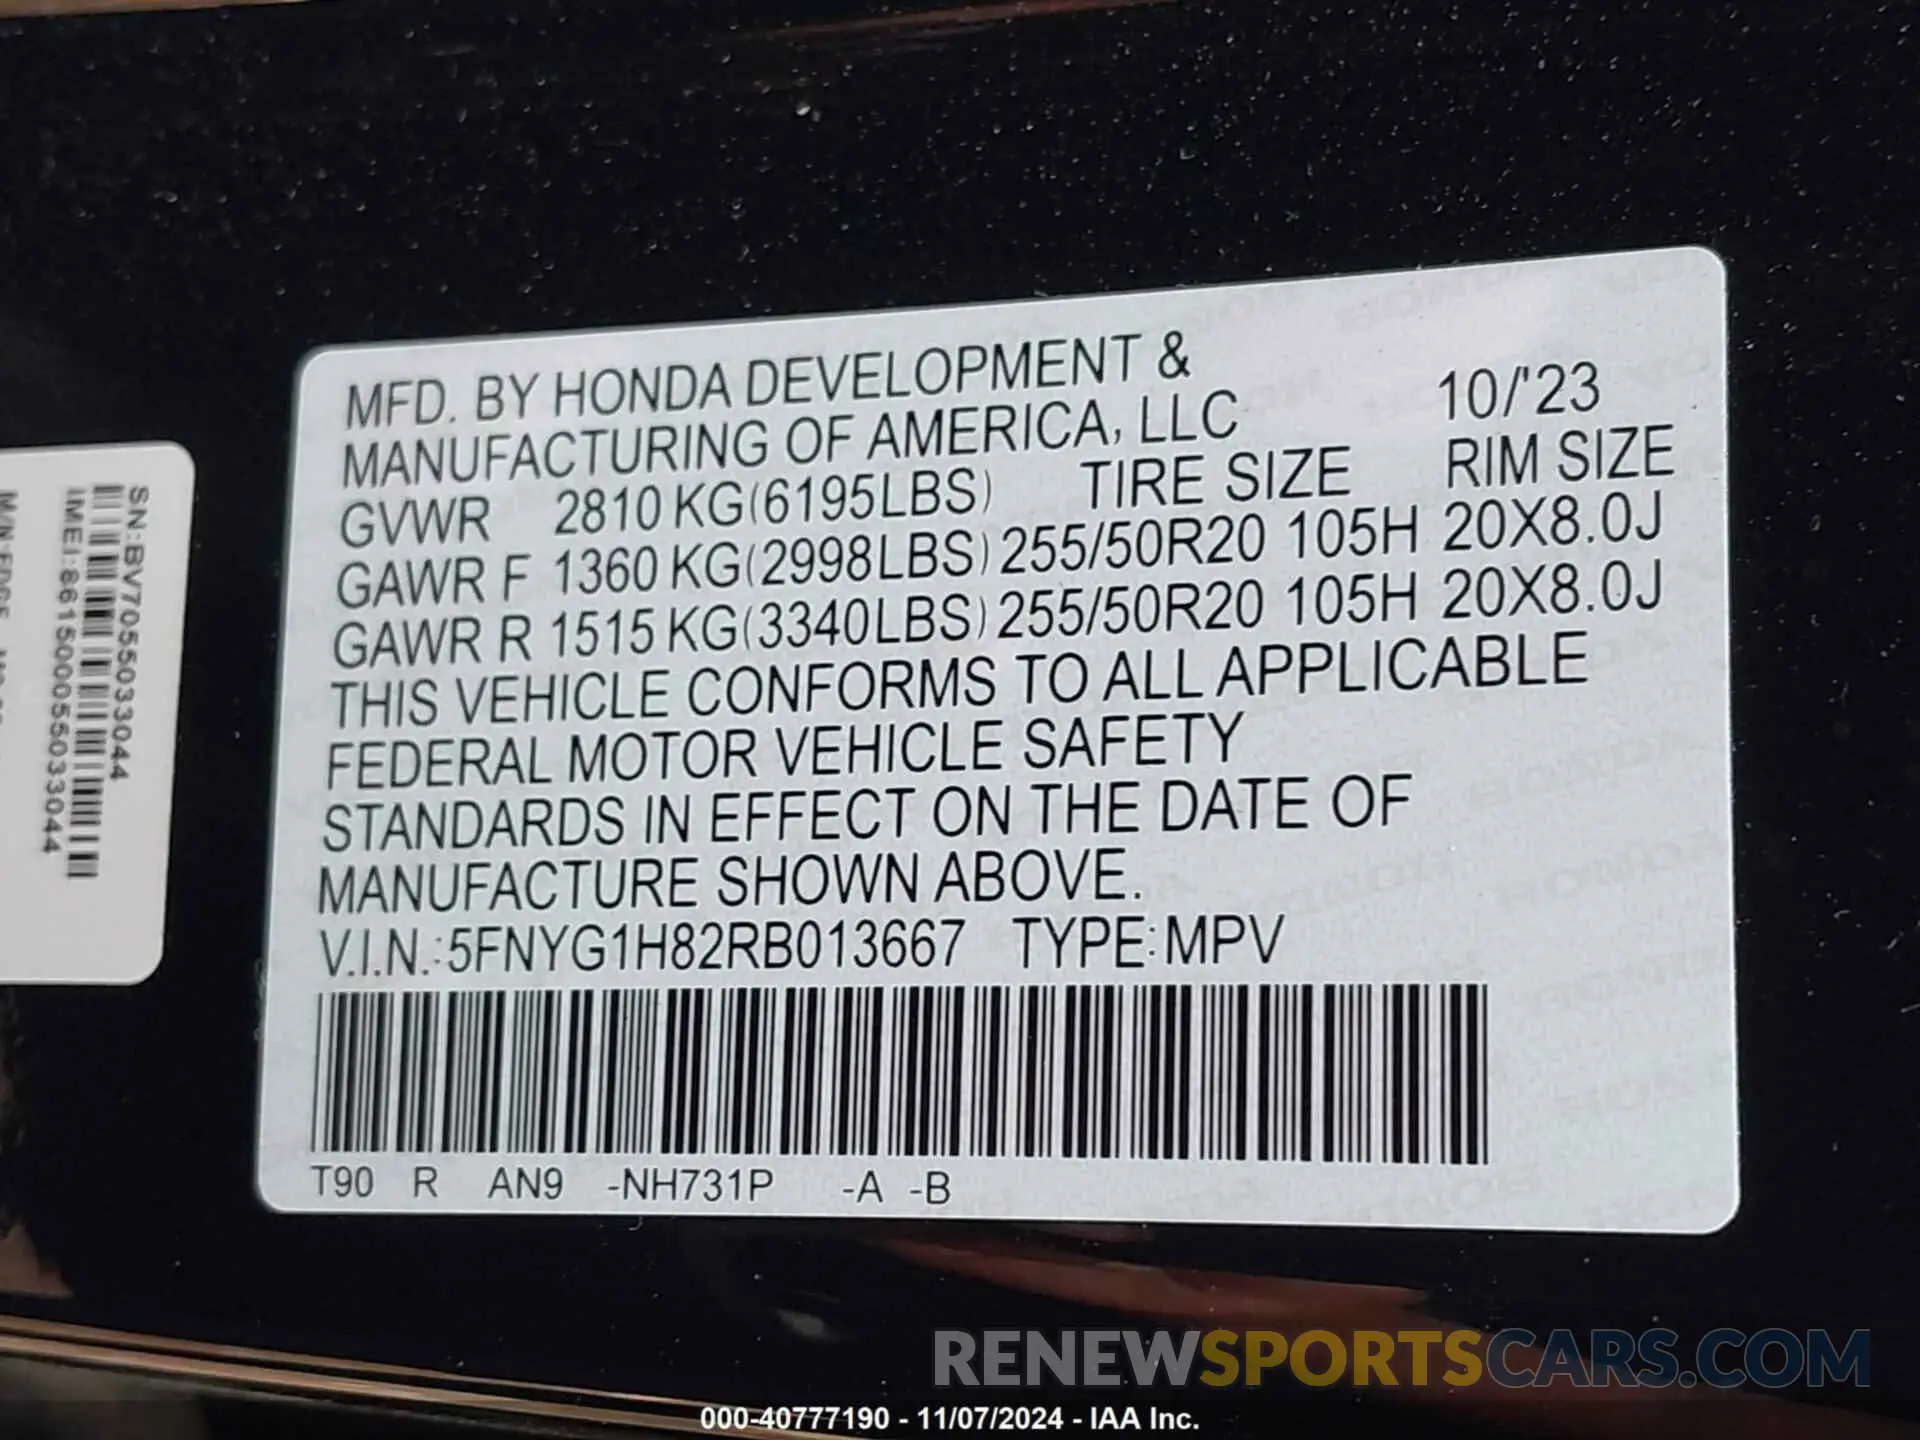 MFD. BY HONDA DEVELOPMENT &
MANUFACTURING OF AMERICA, LLC 10/'23
GVWR 2810 KG(6195LBS) TIRE SIZE RIM SIZE
GAWR F 1360 KG(2998LBS) 255/50R20 105H 20X8.0J
GAWR R 1515 KG(3340LBS) 255/50R20 105H 20X8.0J
THIS VEHICLE CONFORMS TO ALL APPLICABLE
FEDERAL MOTOR VEHICLE SAFETY
STANDARDS IN EFFECT ON THE DATE OF
MANUFACTURE SHOWN ABOVE.
V.I.N.:5FNYG1H82RB013667 TYPE:MPV
T90 R AN9 -NH731P -A -B
SN:BV7055033044
IMEI:861500055033044
RENEWSPORTSCARS.COM
000-40777190 - 11/07/2024 - IAA Inc.